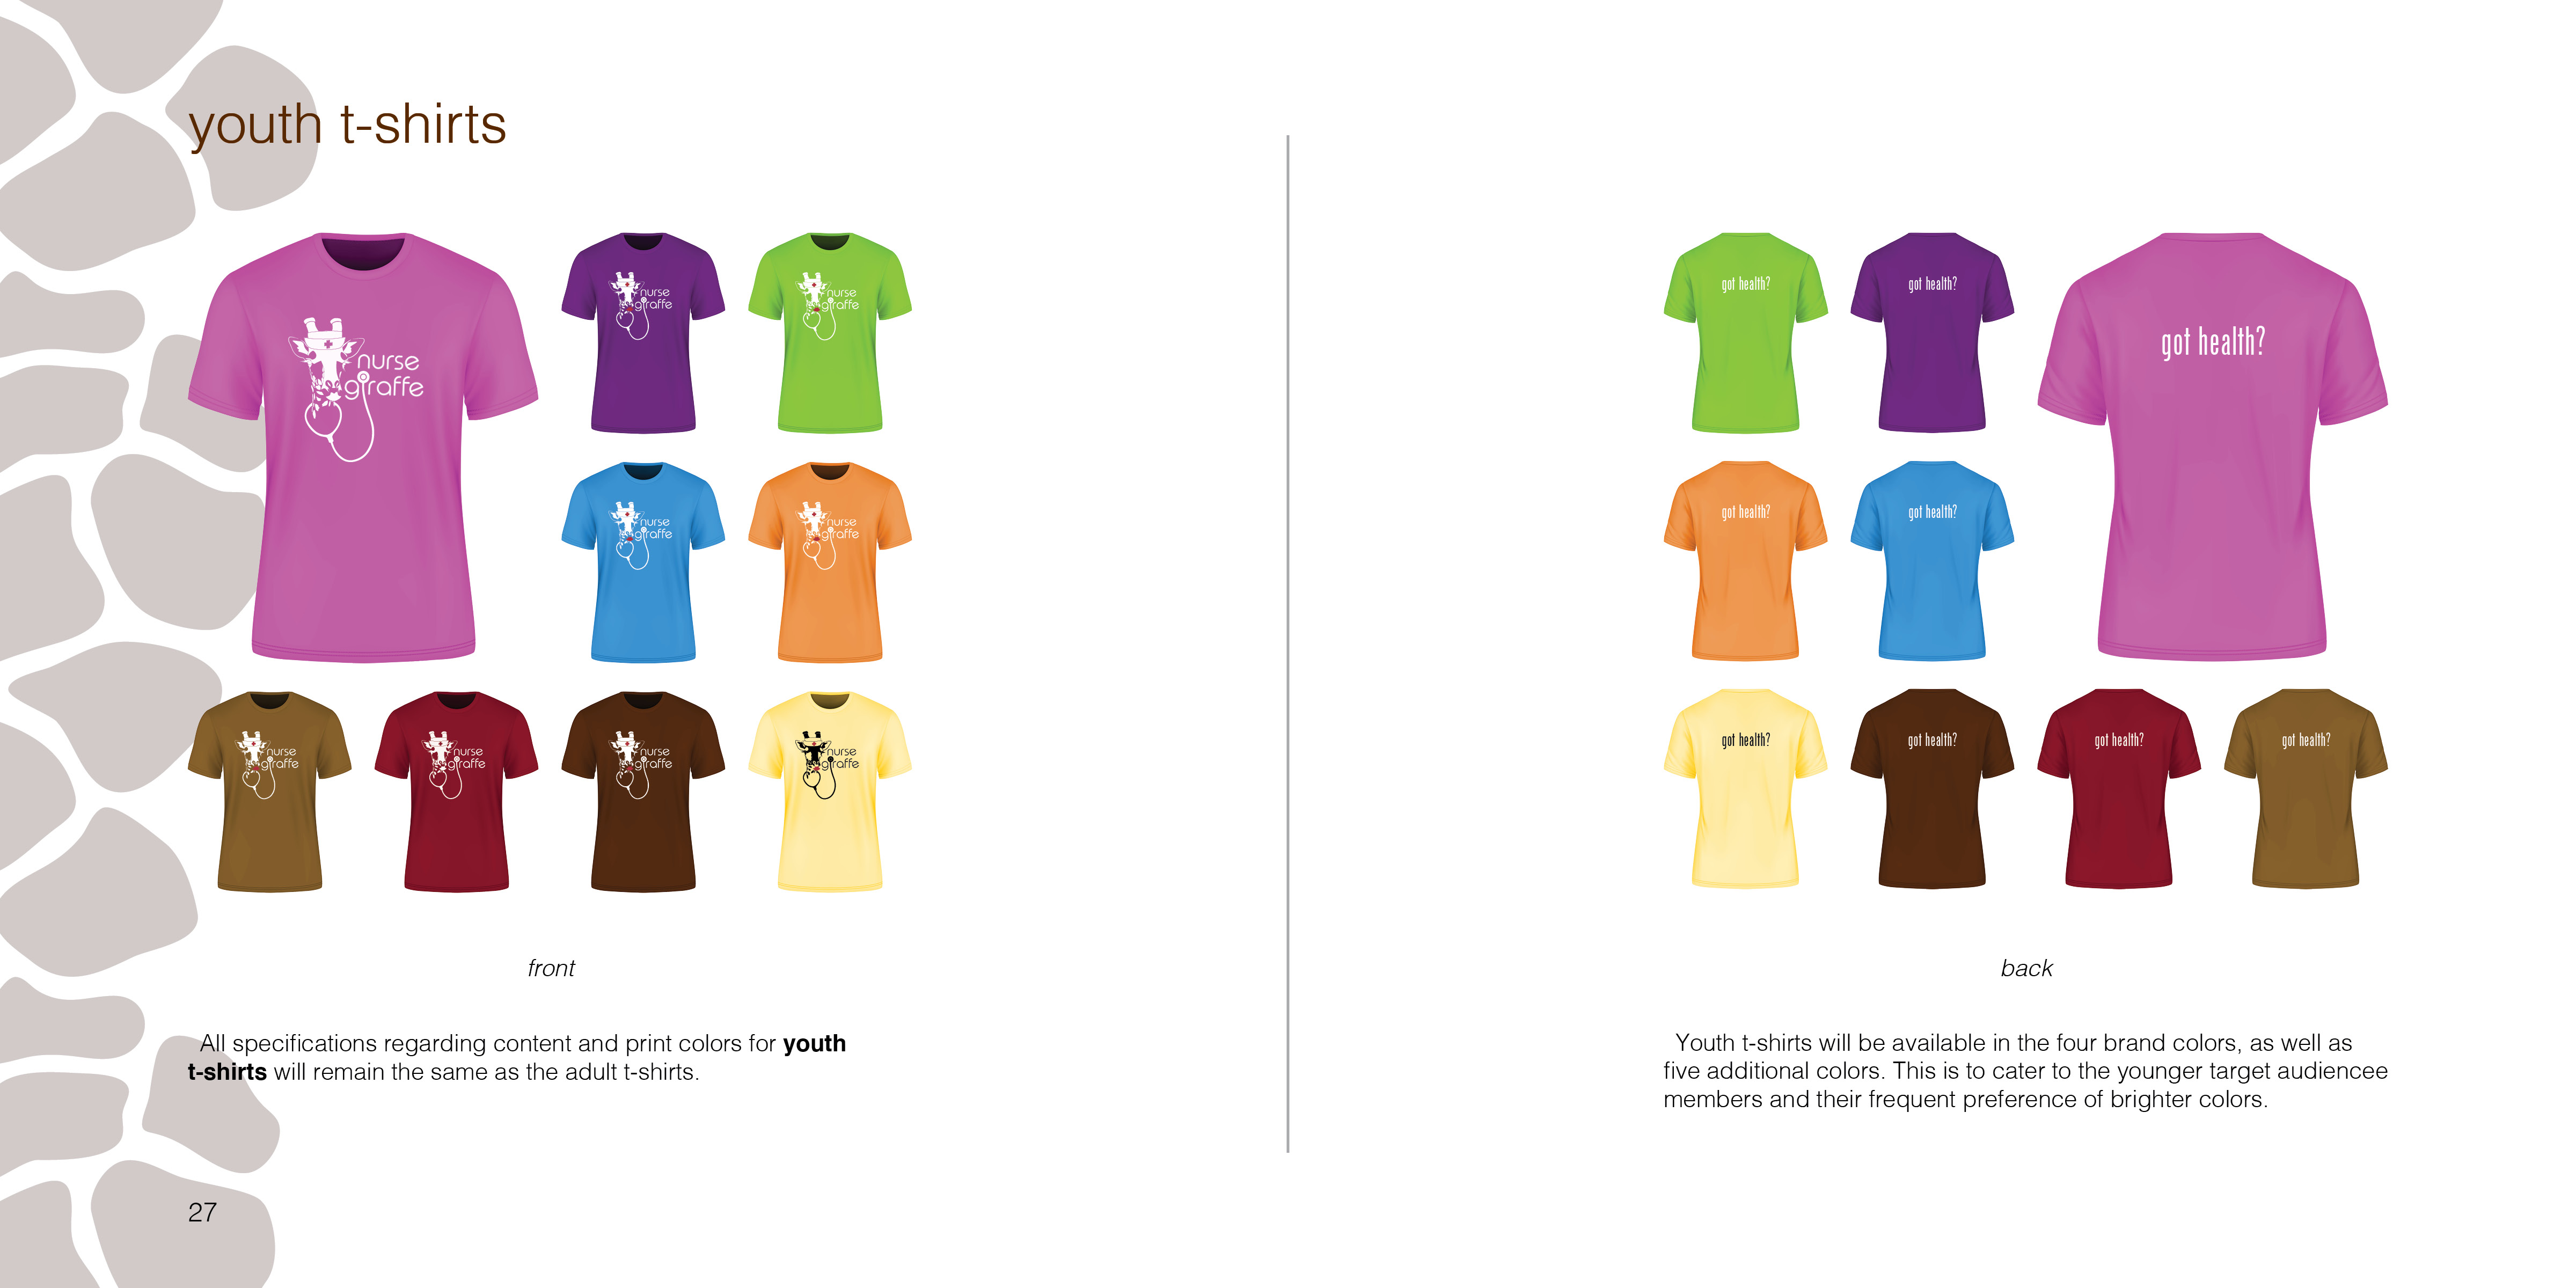 youth t-shirts
nurse
giraffe
nurse
giraffe
nurse
giraffe
nurse
giraffe
nurse
giraffe
nurse
giraffe
nurse
giraffe
nurse
giraffe
nurse
giraffe
front
All specifications regarding content and print colors for youth
t-shirts will remain the same as the adult t-shirts.
27
got health?
got health?
got health?
got health?
got health?
got health?
got health?
got health?
got health?
back
Youth t-shirts will be available in the four brand colors, as well as
five additional colors. This is to cater to the younger target audiencee
members and their frequent preference of brighter colors.